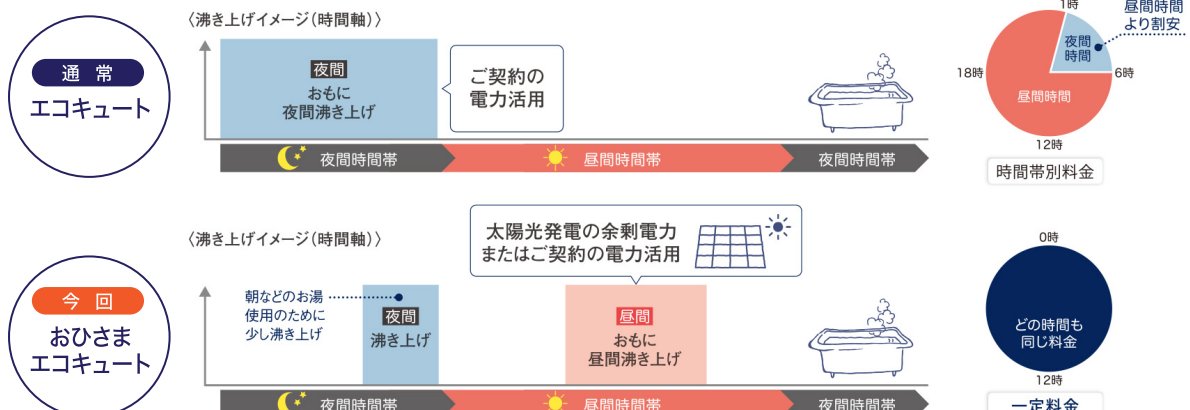 通常
エコキュート
〈沸き上げイメージ(時間軸)〉
夜間
おもに
夜間沸き上げ
ご契約の
電力活用
夜間時間帯
昼間時間帯
夜間時間帯
1時
昼間時間
より割安
夜間
時間
18時
6時
昼間時間
12時
時間帯別料金
今回
おひさま
エコキュート
〈沸き上げイメージ(時間軸)〉
太陽光発電の余剰電力
またはご契約の電力活用
朝などのお湯
使用のために
少し沸き上げ
夜間
沸き上げ
昼間
おもに
昼間沸き上げ
夜間時間帯
昼間時間帯
夜間時間帯
0時
どの時間も
同じ料金
12時
一定料金